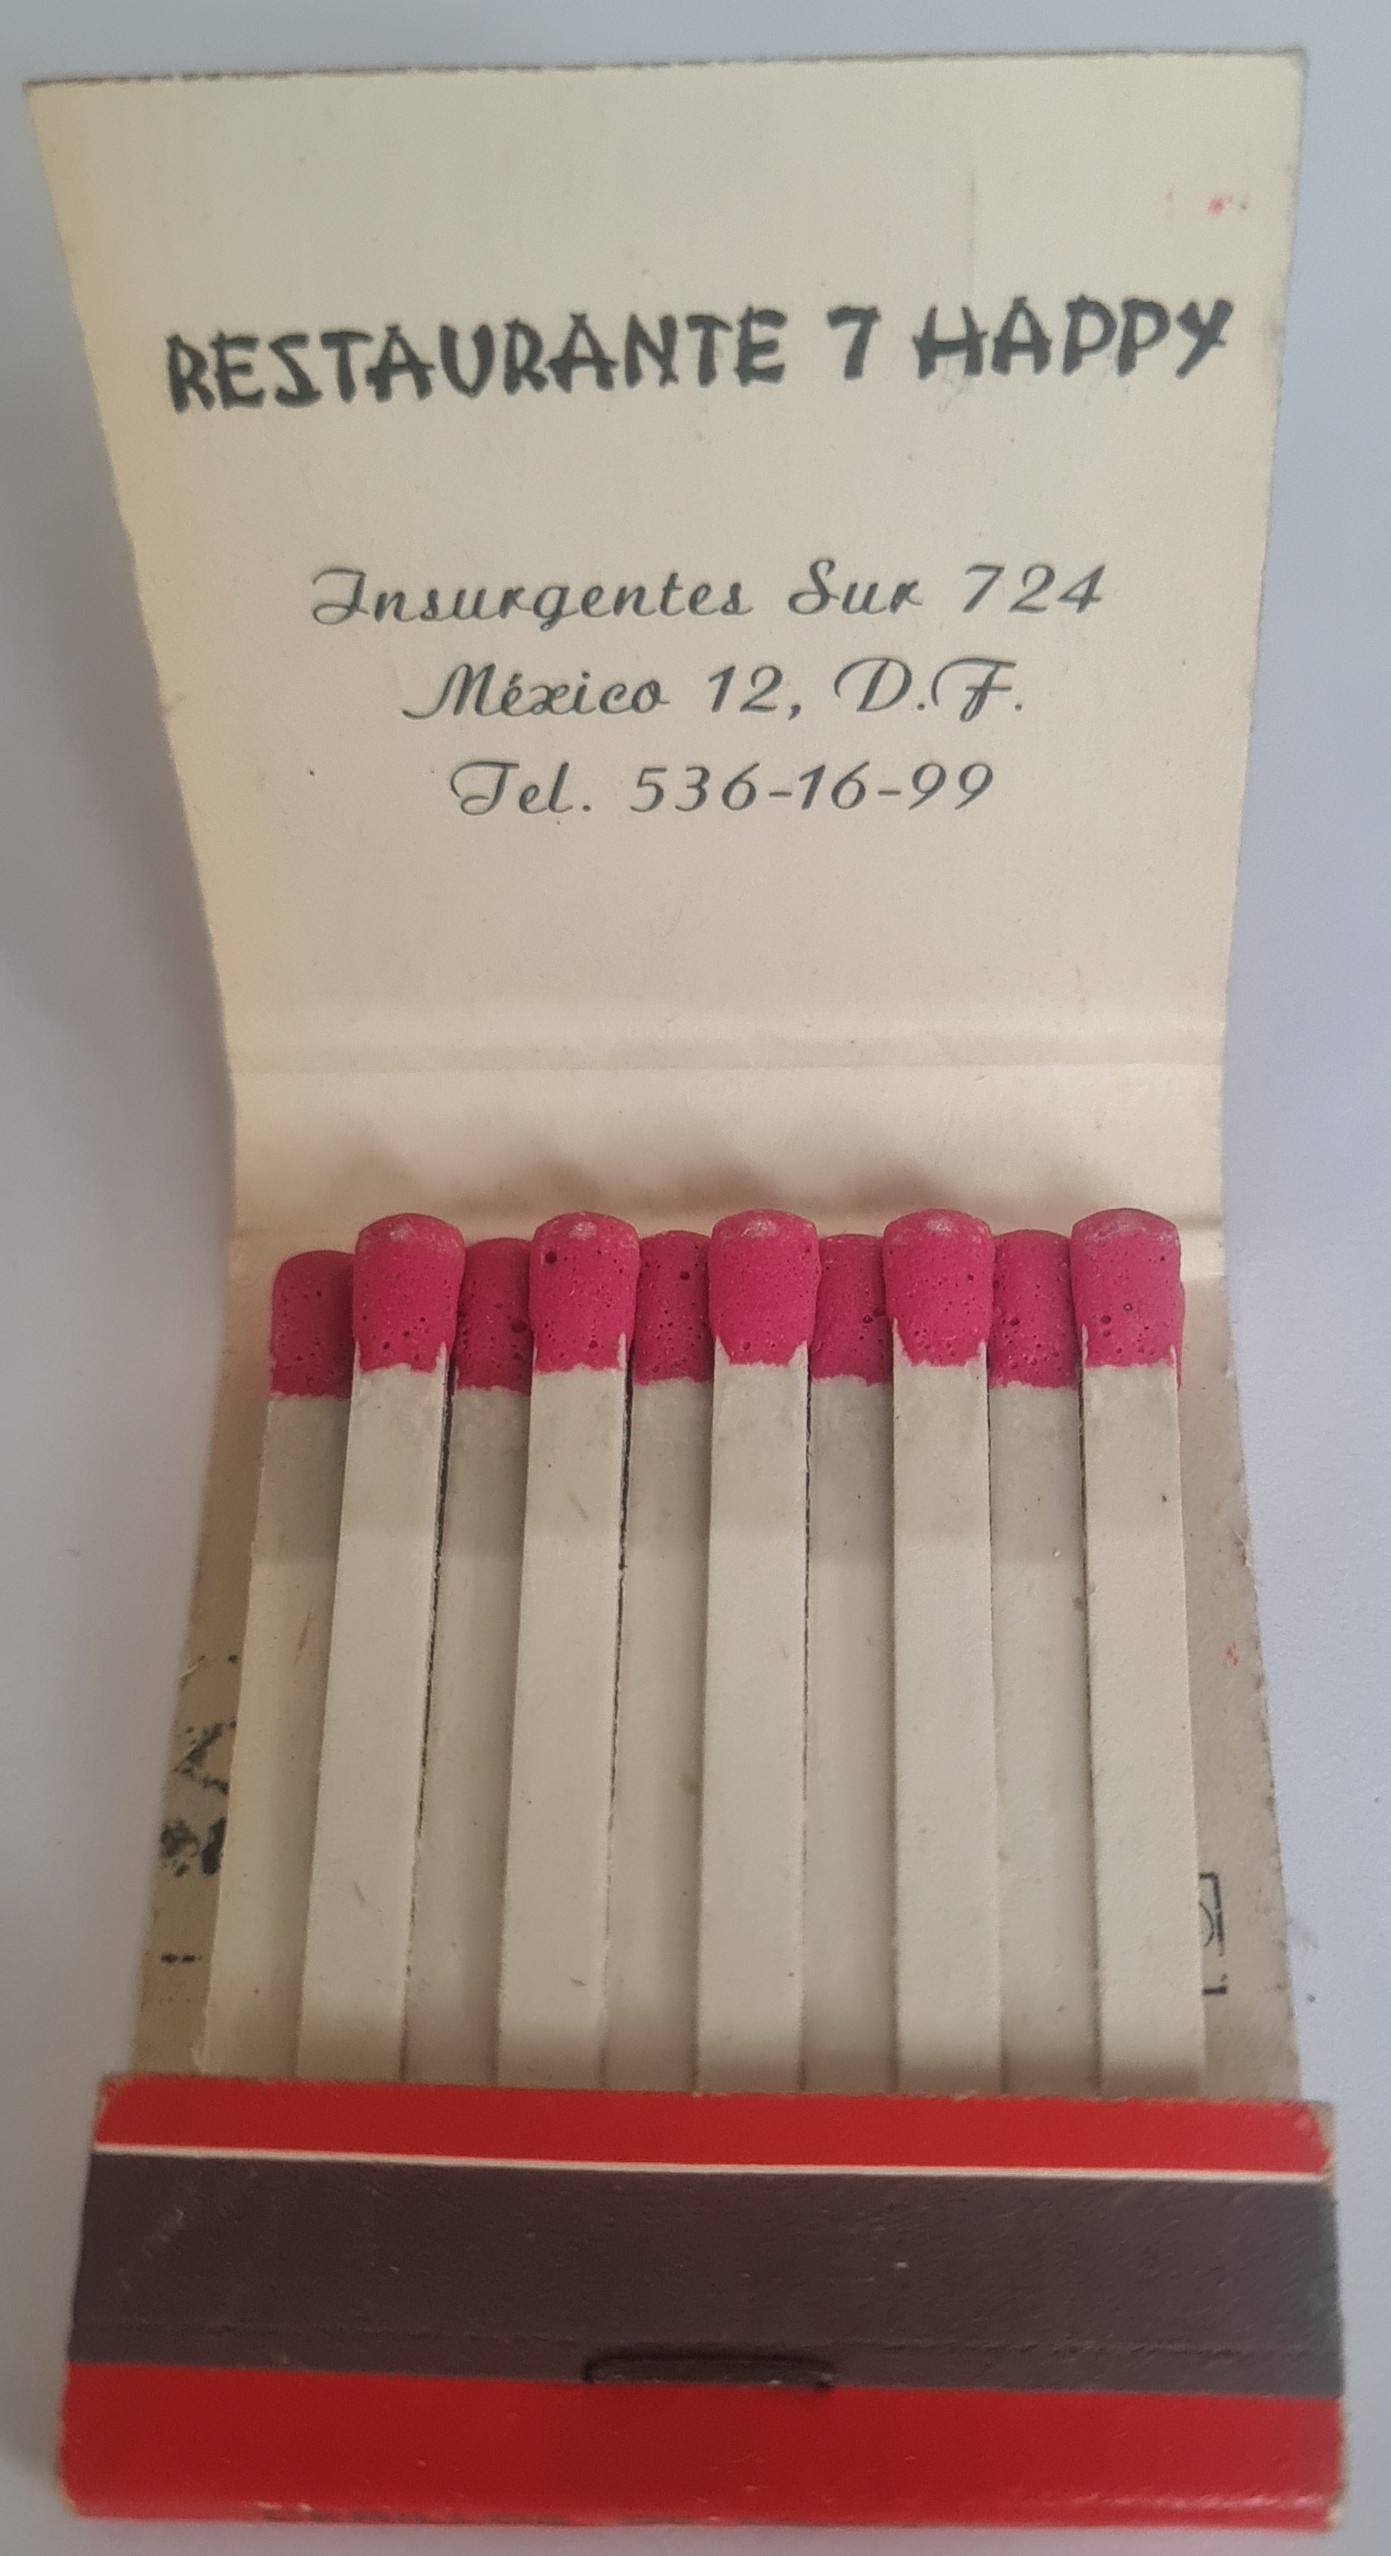 RESTAURANTE 7 HAPPY
Insurgentes Sur 724
México 12, D.F.
Tel. 536-16-99